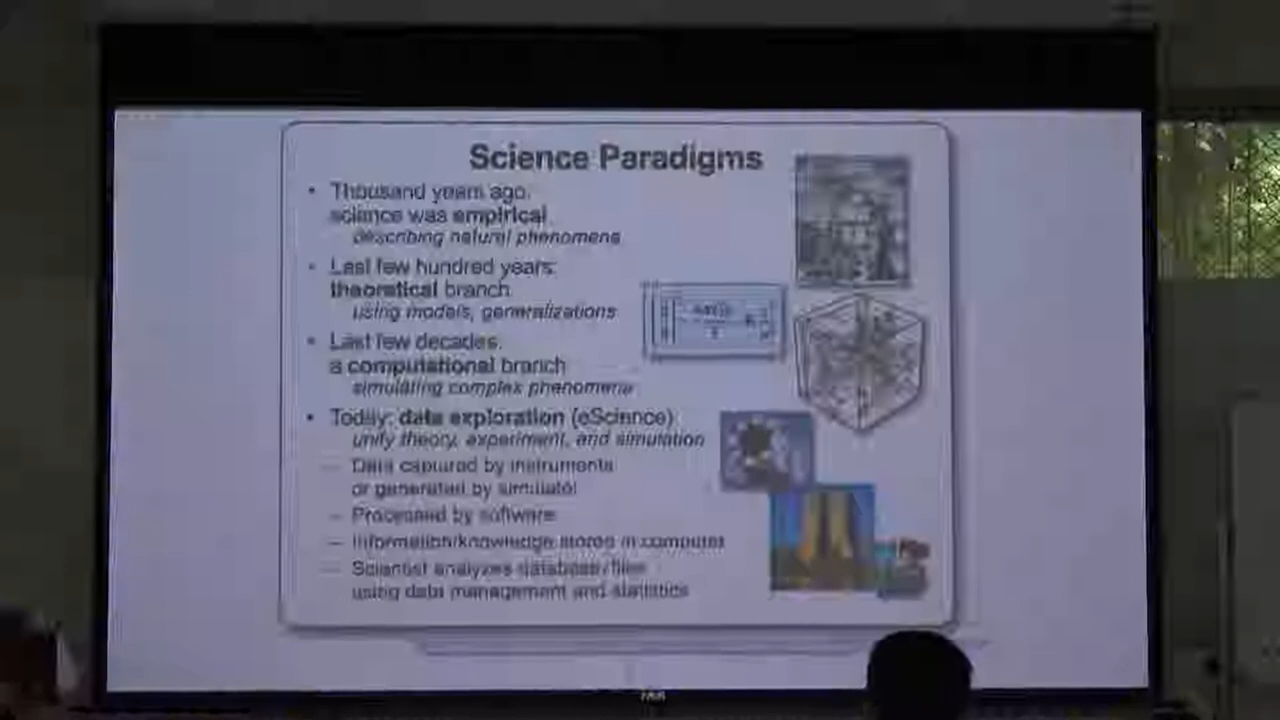 Science Paradigms
• Thousand years ago:
science was empirical
describing natural phenomena
• Last few hundred years:
theoretical branch
using models, generalizations
• Last few decades:
a computational branch
simulating complex phenomena
• Today: data exploration (eScience)
unify theory, experiment, and simulation
– Data captured by instruments
or generated by simulator
– Processed by software
– Information/knowledge stored in computer
– Scientist analyzes database/files
using data management and statistics